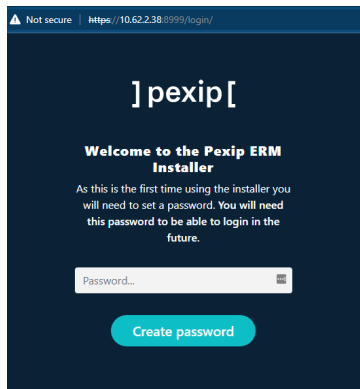 Not secure | https://10.62.2.38:8999/login/
]pexip[
Welcome to the Pexip ERM
Installer
As this is the first time using the installer you
will need to set a password. You will need
this password to be able to login in the
future.
Password...
Create password